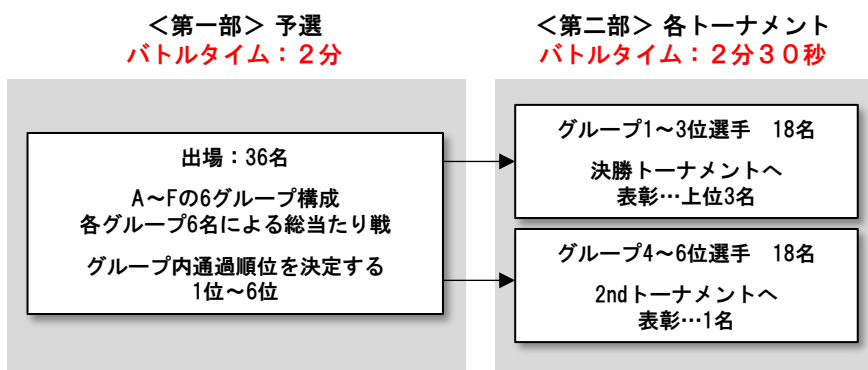 ＜第一部＞ 予選
バトルタイム：２分
出場：36名
A～Fの6グループ構成
各グループ6名による総当たり戦
グループ内通過順位を決定する
1位～6位
＜第二部＞ 各トーナメント
バトルタイム：２分３０秒
グループ1～3位選手　18名
決勝トーナメントへ
表彰…上位3名
グループ4～6位選手　18名
2ndトーナメントへ
表彰…1名